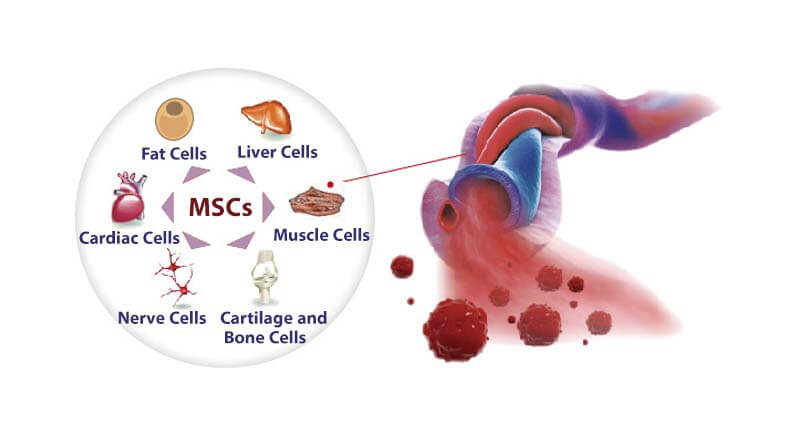 Fat Cells
Liver Cells
MSCs
Cardiac Cells
Muscle Cells
Nerve Cells
Cartilage and
Bone Cells